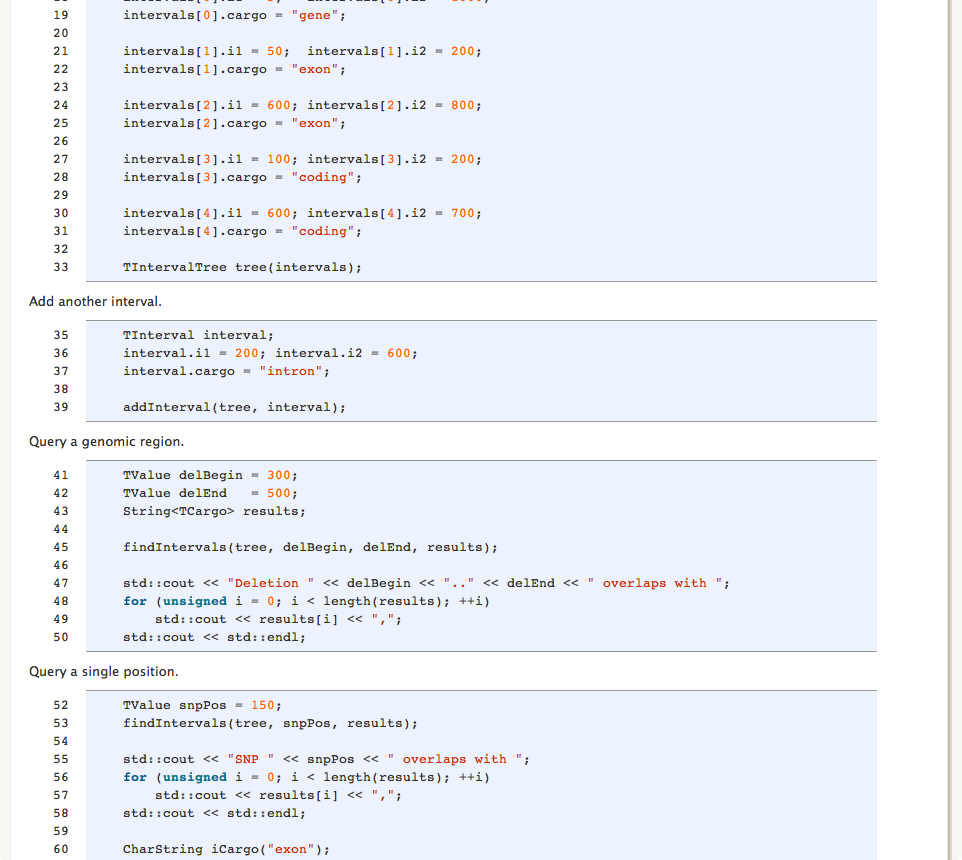 19 intervals[0].cargo = "gene";
20
21 intervals[1].i1 = 50;  intervals[1].i2 = 200;
22 intervals[1].cargo = "exon";
23
24 intervals[2].i1 = 600; intervals[2].i2 = 800;
25 intervals[2].cargo = "exon";
26
27 intervals[3].i1 = 100; intervals[3].i2 = 200;
28 intervals[3].cargo = "coding";
29
30 intervals[4].i1 = 600; intervals[4].i2 = 700;
31 intervals[4].cargo = "coding";
32
33 TIntervalTree tree(intervals);
Add another interval.
35 TInterval interval;
36 interval.i1 = 200; interval.i2 = 600;
37 interval.cargo = "intron";
38
39 addInterval(tree, interval);
Query a genomic region.
41 TValue delBegin = 300;
42 TValue delEnd   = 500;
43 String<TCargo> results;
44
45 findIntervals(tree, delBegin, delEnd, results);
46
47 std::cout << "Deletion " << delBegin << ".." << delEnd << " overlaps with ";
48 for (unsigned i = 0; i < length(results); ++i)
49     std::cout << results[i] << ",";
50 std::cout << std::endl;
Query a single position.
52 TValue snpPos = 150;
53 findIntervals(tree, snpPos, results);
54
55 std::cout << "SNP " << snpPos << " overlaps with ";
56 for (unsigned i = 0; i < length(results); ++i)
57     std::cout << results[i] << ",";
58 std::cout << std::endl;
59
60 CharString iCargo("exon");